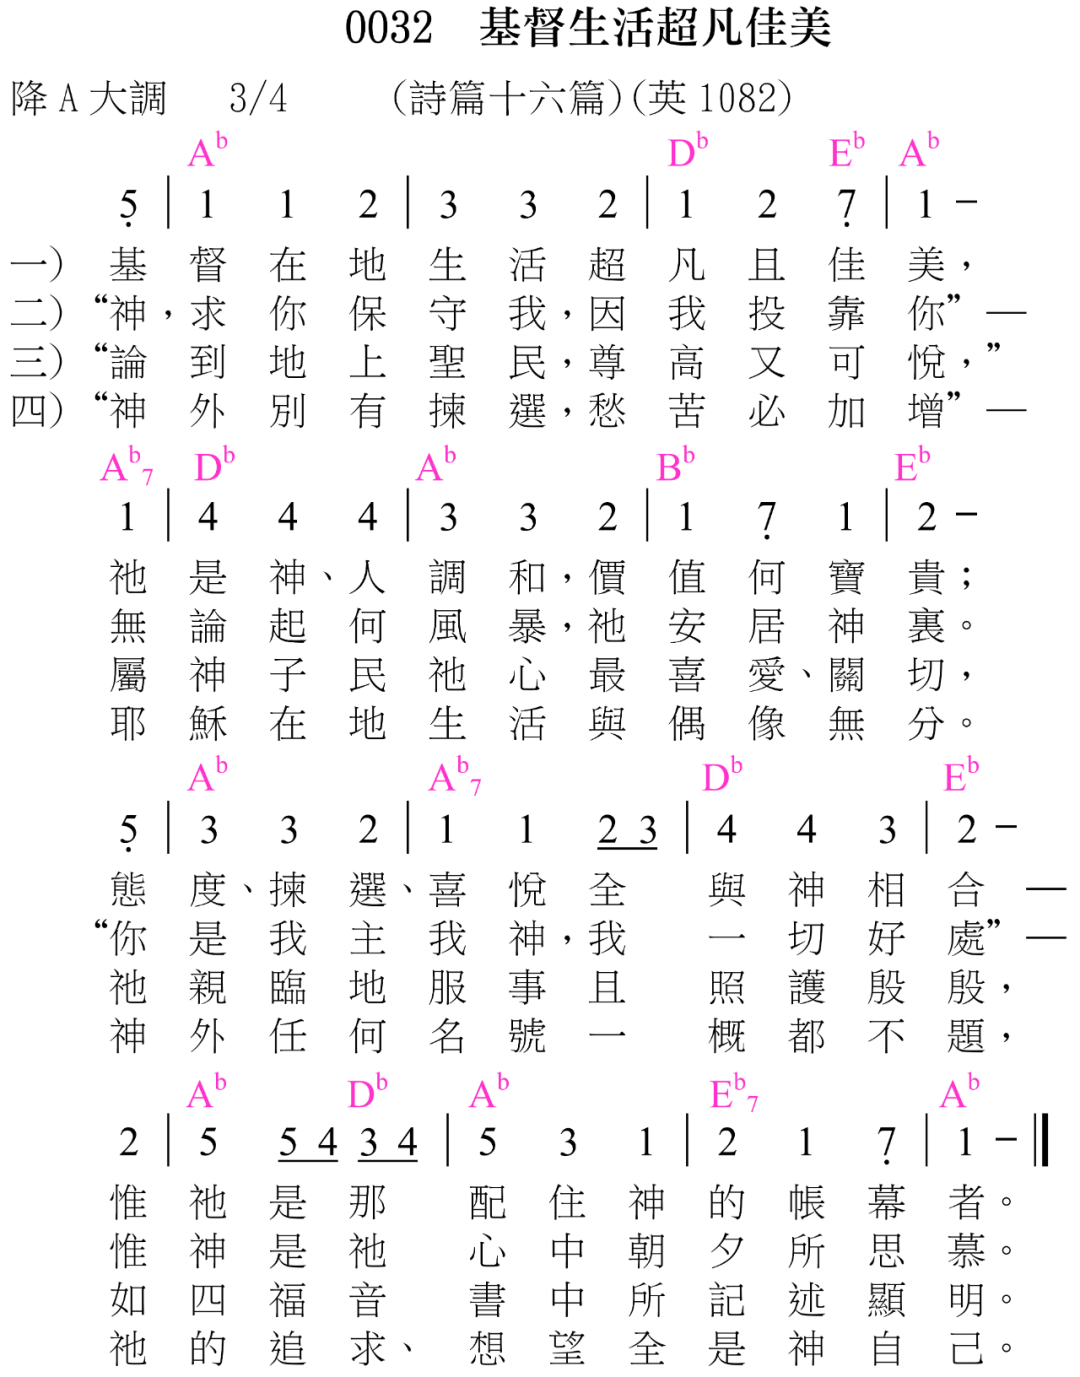 0032 基督生活超凡佳美
降A大調 3/4 (詩篇十六篇)(英1082)
A♭ D♭ E♭ A♭
5̣ | 1 1 2 | 3 3 2 | 1 2 7̣ | 1 –
一) 基督在地生活超凡且佳美，
二) “神，求你保守我，因我投靠你” —
三) “論到地上聖民，尊高又可悅，”
四) “神外別有揀選，愁苦必加增” —
A♭7 D♭ A♭ B♭ E♭
1 | 4 4 4 | 3 3 2 | 1 7̣ 1 | 2 –
祂是神、人調和，價值何寶貴；
無論起何風暴，祂安居神裏。
屬神子民祂心最喜愛、關切，
耶穌在地生活與偶像無分。
A♭ A♭7 D♭ E♭
5̣ | 3 3 2 | 1 1 2 3 | 4 4 3 | 2 –
態度、揀選、喜悅全與神相合 —
“你是我主我神，我一切好處” —
祂親臨地服事且照護殷殷，
神外任何名號一概都不題，
A♭ D♭ A♭ E♭7 A♭
2 | 5 5 4 3 4 | 5 3 1 | 2 1 7̣ | 1 – ‖
惟祂是那配住神的帳幕者。
惟神是祂心中朝夕所思慕。
如四福音書中所記述顯明。
祂的追求、想望全是神自己。